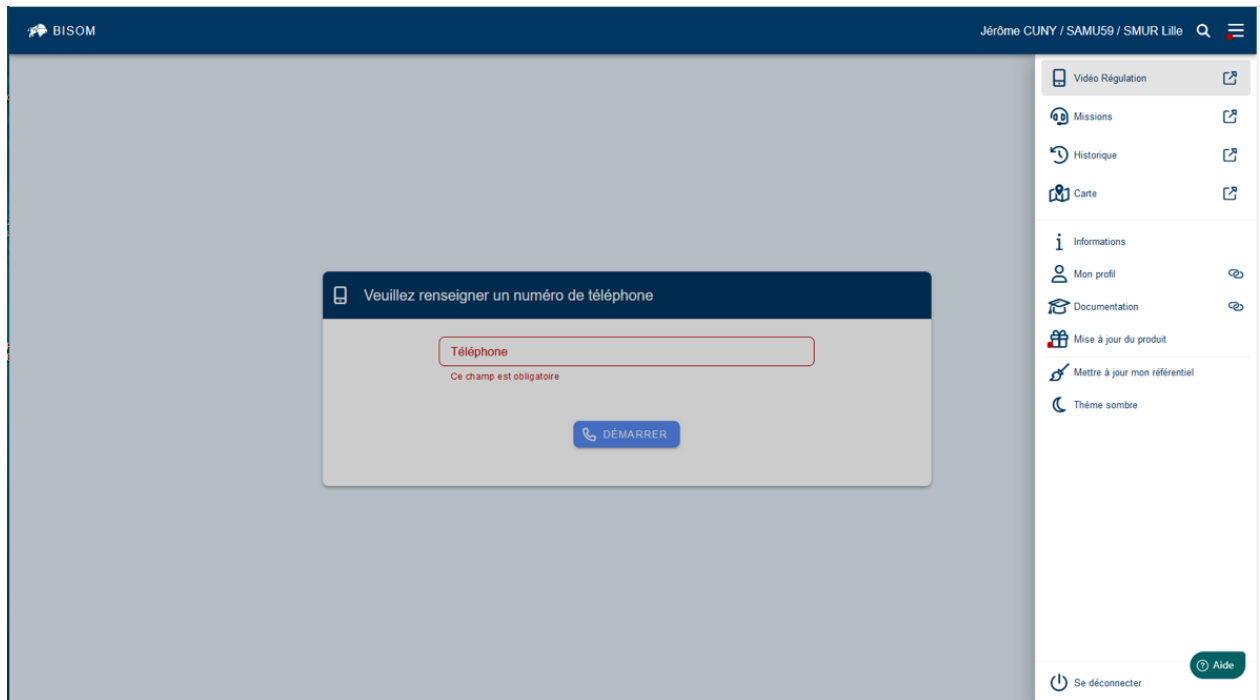 BISOM
Jérôme CUNY / SAMU59 / SMUR Lille
Vidéo Régulation
Missions
Historique
Carte
Informations
Mon profil
Documentation
Mise à jour du produit
Mettre à jour mon référentiel
Thème sombre
Veuillez renseigner un numéro de téléphone
Téléphone
Ce champ est obligatoire
DÉMARRER
Aide
Se déconnecter